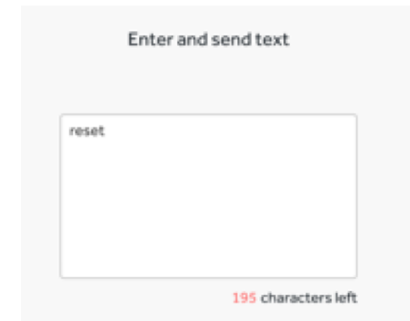 Enter and send text
reset
195 characters left